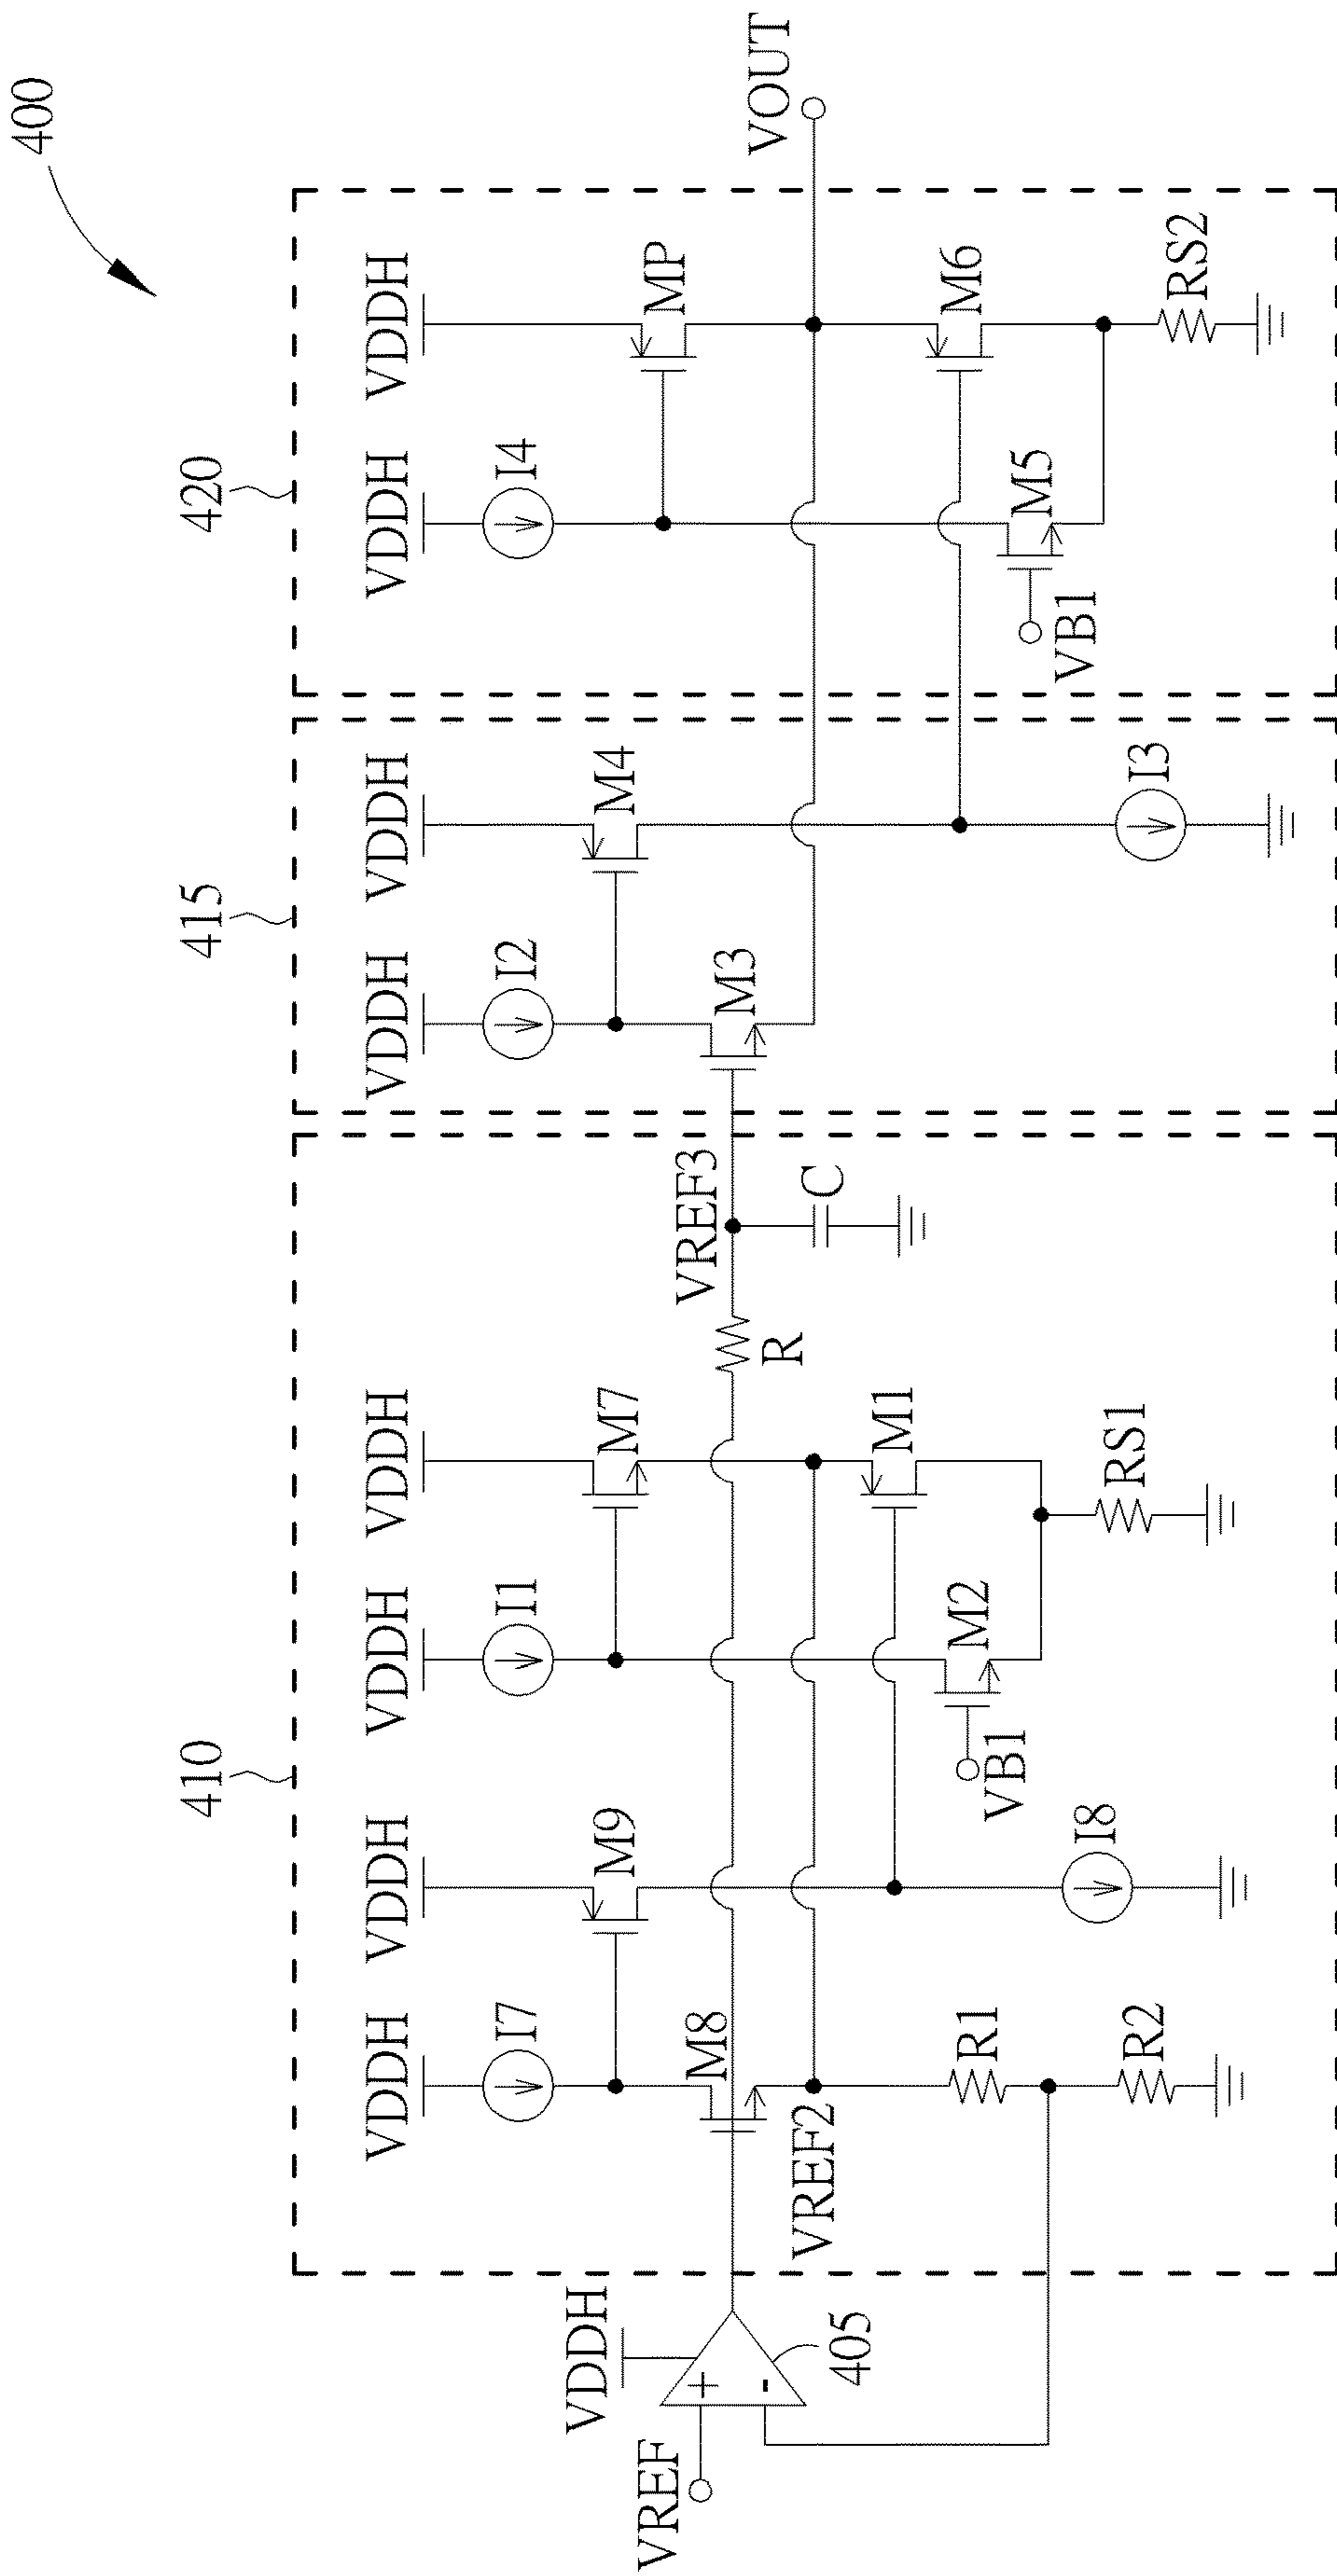 400
410
415
420
VDDH
VDDH
VDDH
VDDH
VDDH
VDDH
VDDH
VDDH
VDDH
I7
M9
I1
M7
I2
M4
I4
MP
VREF
+
-
405
M8
VREF3
R
C
M3
VOUT
VREF2
M1
M6
R1
VB1
M2
VB1
M5
R2
I8
RS1
I3
RS2